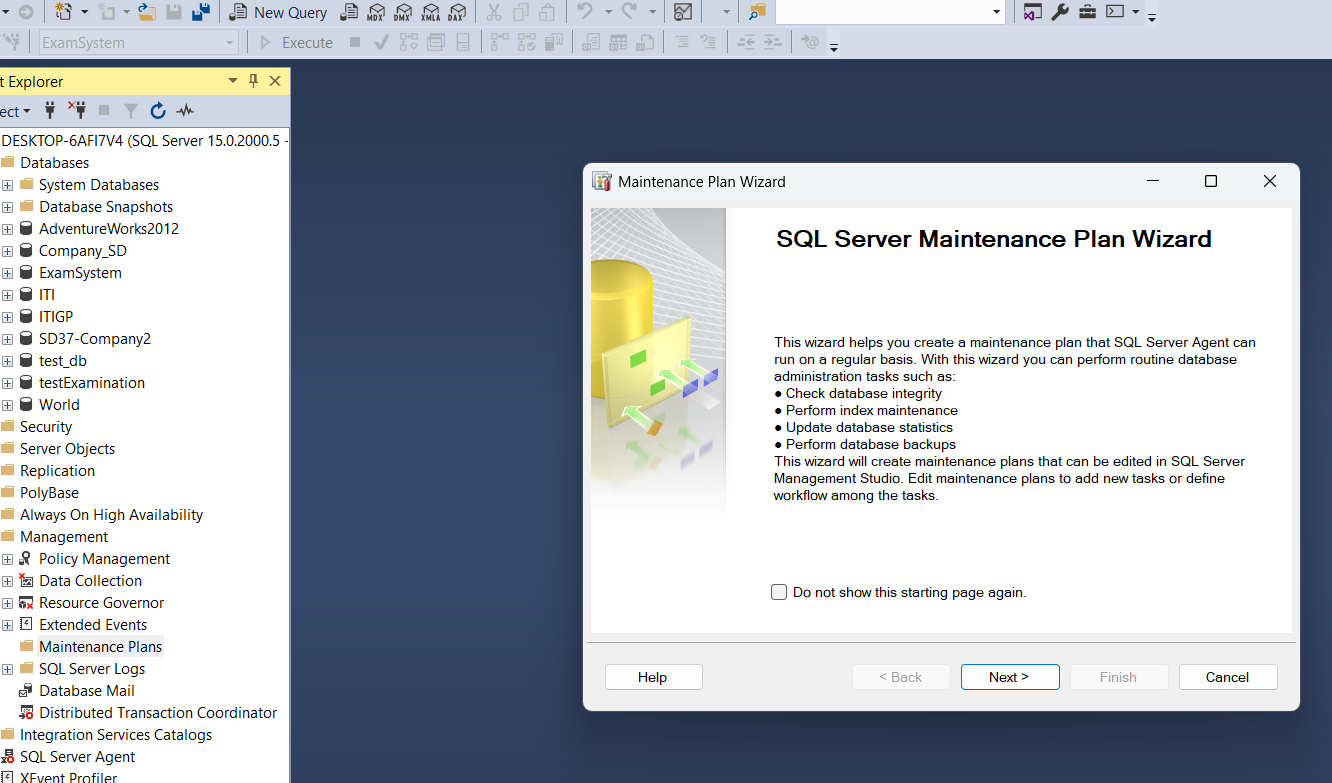 New Query
MDX
DMX
XMLA
DAX
ExamSystem
Execute
t Explorer
ect
DESKTOP-6AFI7V4 (SQL Server 15.0.2000.5 -
Databases
System Databases
Database Snapshots
AdventureWorks2012
Company_SD
ExamSystem
ITI
ITIGP
SD37-Company2
test_db
testExamination
World
Security
Server Objects
Replication
PolyBase
Always On High Availability
Management
Policy Management
Data Collection
Resource Governor
Extended Events
Maintenance Plans
SQL Server Logs
Database Mail
Distributed Transaction Coordinator
Integration Services Catalogs
SQL Server Agent
XEvent Profiler
Maintenance Plan Wizard
SQL Server Maintenance Plan Wizard
This wizard helps you create a maintenance plan that SQL Server Agent can
run on a regular basis. With this wizard you can perform routine database
administration tasks such as:
● Check database integrity
● Perform index maintenance
● Update database statistics
● Perform database backups
This wizard will create maintenance plans that can be edited in SQL Server
Management Studio. Edit maintenance plans to add new tasks or define
workflow among the tasks.
Do not show this starting page again.
Help
< Back
Next >
Finish
Cancel